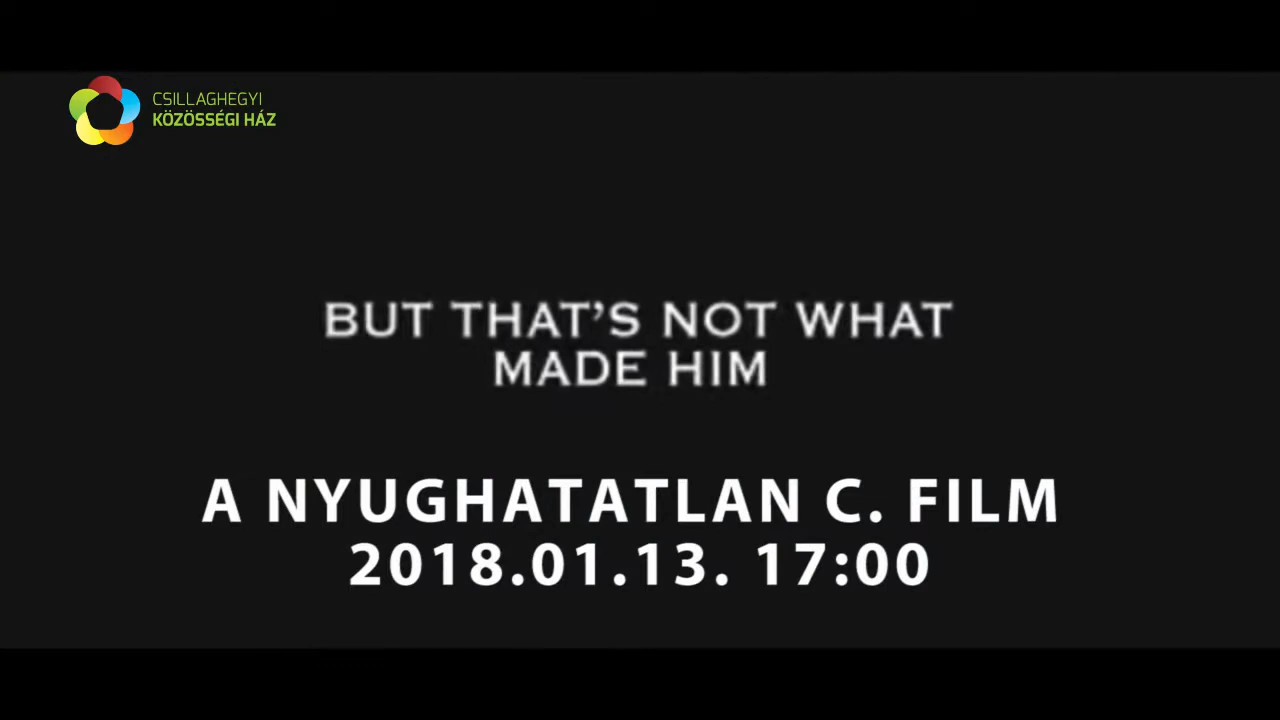 CSILLAGHEGYI
KÖZÖSSÉGI HÁZ
BUT THAT'S NOT WHAT
MADE HIM
A NYUGHATATLAN C. FILM
2018.01.13. 17:00